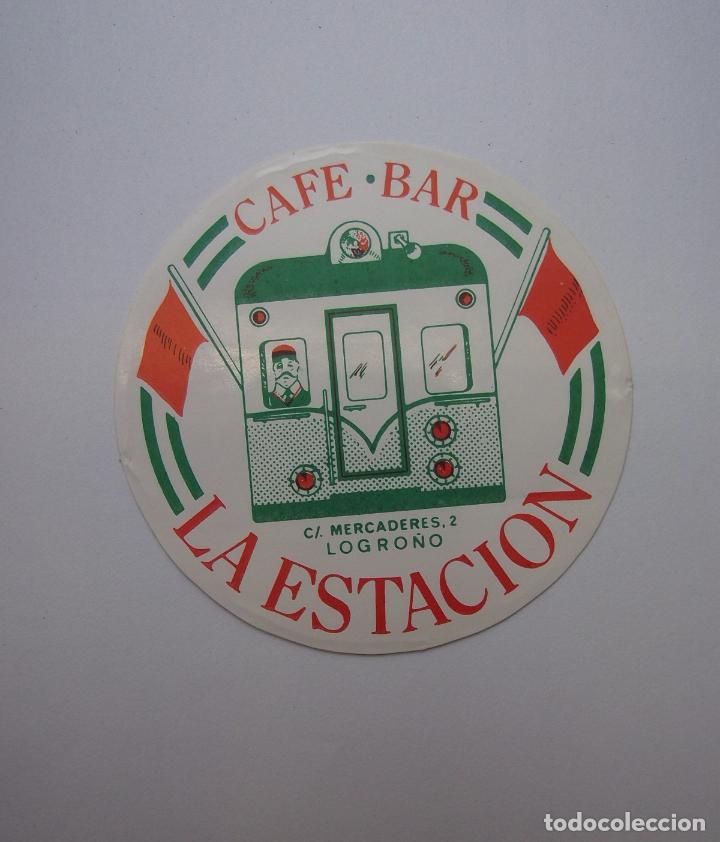 CAFE · BAR
C/. MERCADERES, 2
LOGROÑO
LA ESTACION
todocoleccion